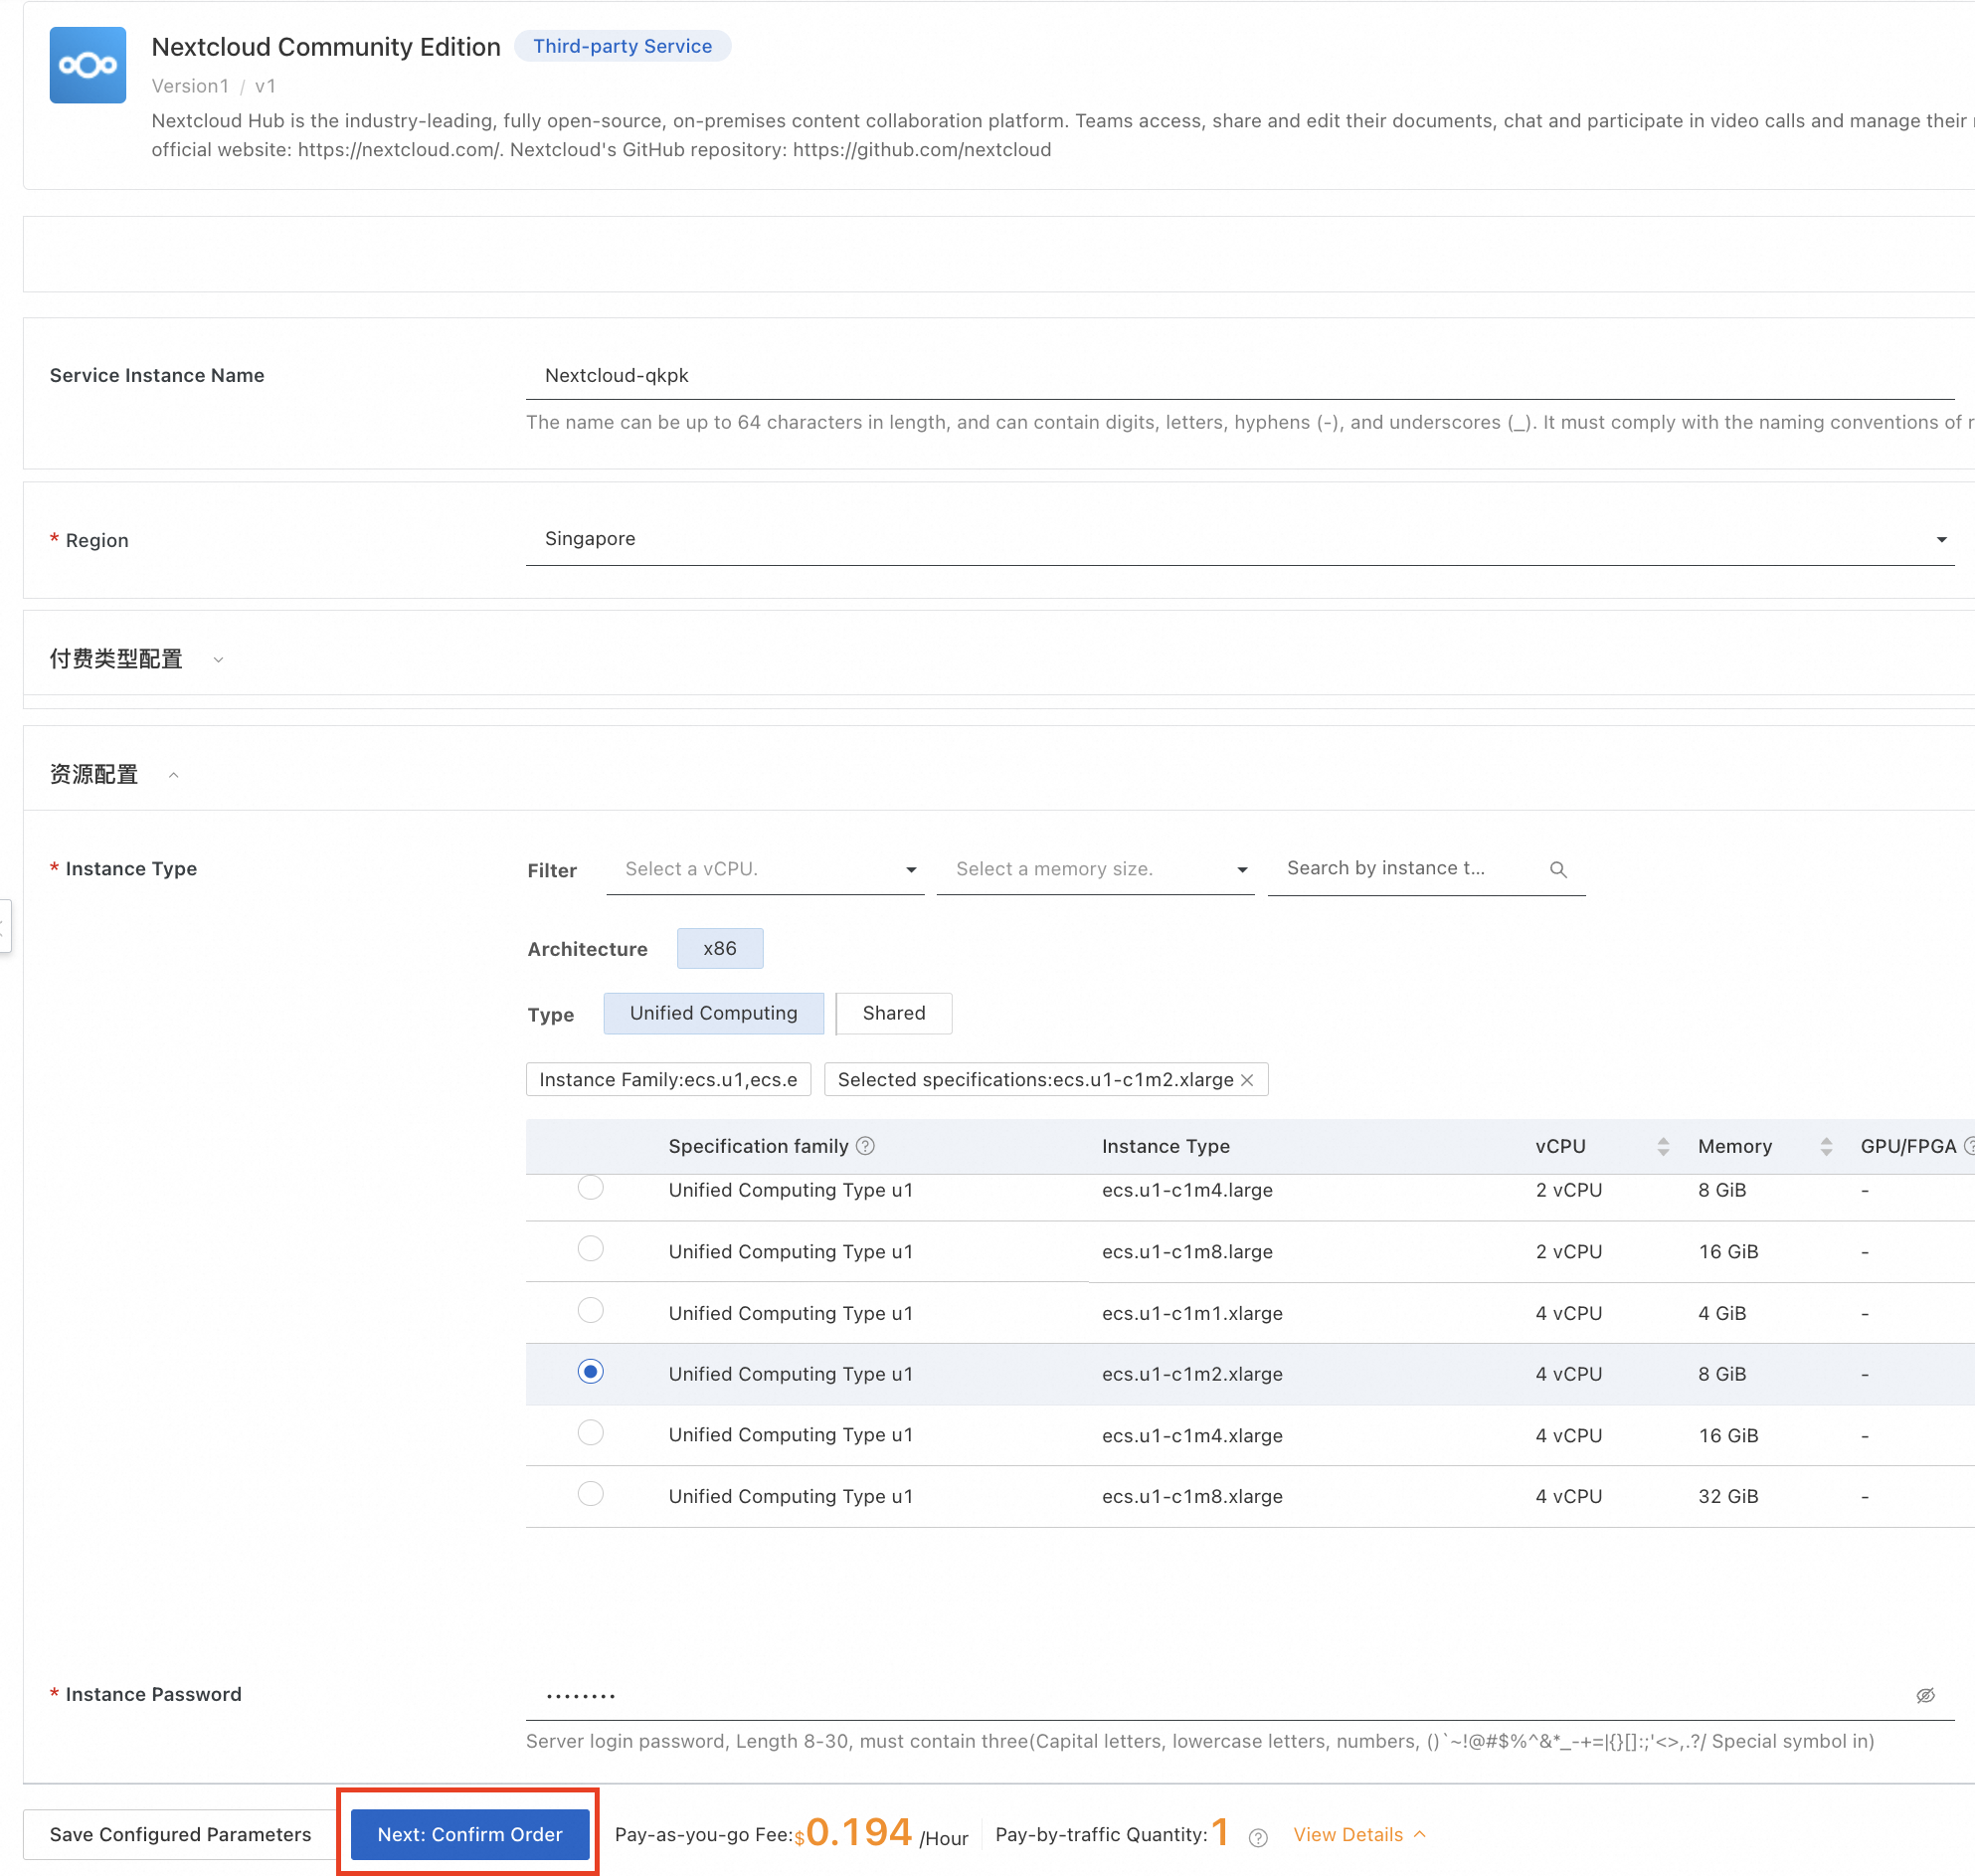 Nextcloud Community Edition Third-party Service
Version1 / v1
Nextcloud Hub is the industry-leading, fully open-source, on-premises content collaboration platform. Teams access, share and edit their documents, chat and participate in video calls and manage their
official website: https://nextcloud.com/. Nextcloud's GitHub repository: https://github.com/nextcloud
Service Instance Name Nextcloud-qkpk
The name can be up to 64 characters in length, and can contain digits, letters, hyphens (-), and underscores (_). It must comply with the naming conventions of
* Region Singapore
付费类型配置
资源配置
* Instance Type Filter Select a vCPU. Select a memory size. Search by instance t...
Architecture x86
Type Unified Computing Shared
Instance Family:ecs.u1,ecs.e Selected specifications:ecs.u1-c1m2.xlarge ×
Specification family ? Instance Type vCPU Memory GPU/FPGA ?
Unified Computing Type u1 ecs.u1-c1m4.large 2 vCPU 8 GiB -
Unified Computing Type u1 ecs.u1-c1m8.large 2 vCPU 16 GiB -
Unified Computing Type u1 ecs.u1-c1m1.xlarge 4 vCPU 4 GiB -
Unified Computing Type u1 ecs.u1-c1m2.xlarge 4 vCPU 8 GiB -
Unified Computing Type u1 ecs.u1-c1m4.xlarge 4 vCPU 16 GiB -
Unified Computing Type u1 ecs.u1-c1m8.xlarge 4 vCPU 32 GiB -
* Instance Password ········
Server login password, Length 8-30, must contain three(Capital letters, lowercase letters, numbers, ()`~!@#$%^&*_-+=|{}[]:;'<>,.?/ Special symbol in)
Save Configured Parameters Next: Confirm Order Pay-as-you-go Fee:$0.194 /Hour Pay-by-traffic Quantity:1 ? View Details